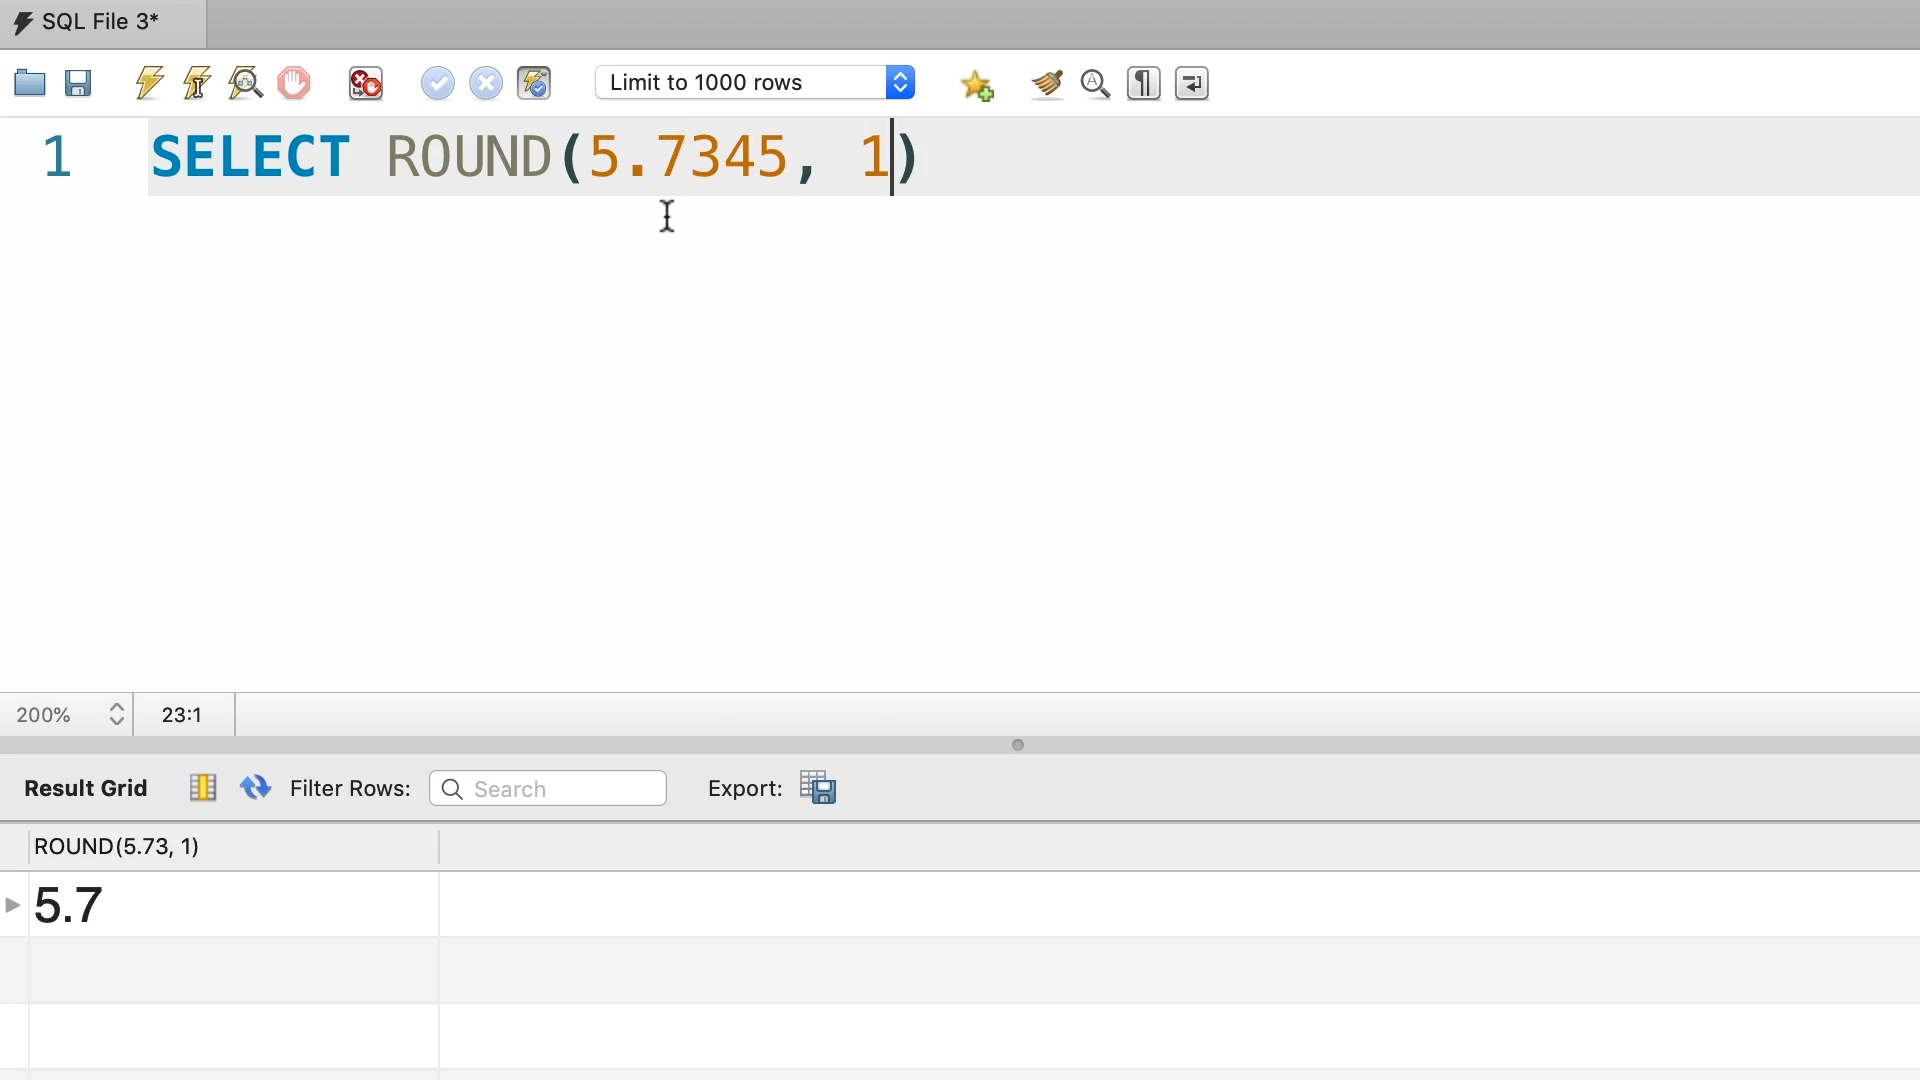 SQL File 3*
Limit to 1000 rows
1 SELECT ROUND(5.7345, 1)
200% 23:1
Result Grid Filter Rows: Search Export:
ROUND(5.73, 1)
5.7